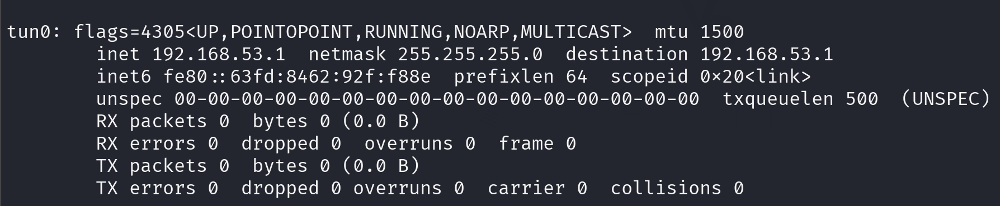 tun0: flags=4305<UP,POINTOPOINT,RUNNING,NOARP,MULTICAST>  mtu 1500
        inet 192.168.53.1  netmask 255.255.255.0  destination 192.168.53.1
        inet6 fe80::63fd:8462:92f:f88e  prefixlen 64  scopeid 0x20<link>
        unspec 00-00-00-00-00-00-00-00-00-00-00-00-00-00-00-00  txqueuelen 500  (UNSPEC)
        RX packets 0  bytes 0 (0.0 B)
        RX errors 0  dropped 0  overruns 0  frame 0
        TX packets 0  bytes 0 (0.0 B)
        TX errors 0  dropped 0 overruns 0  carrier 0  collisions 0